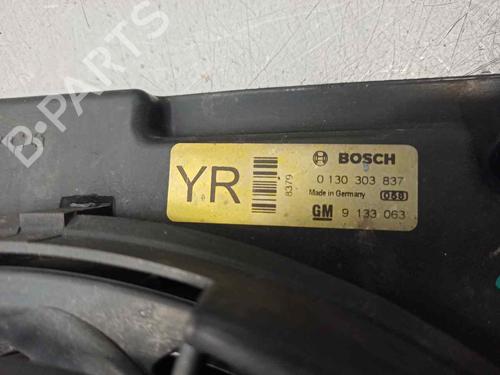 B-PARTS
YR
8379
BOSCH
0 130 303 837
Made in Germany
058
GM 9 133 063